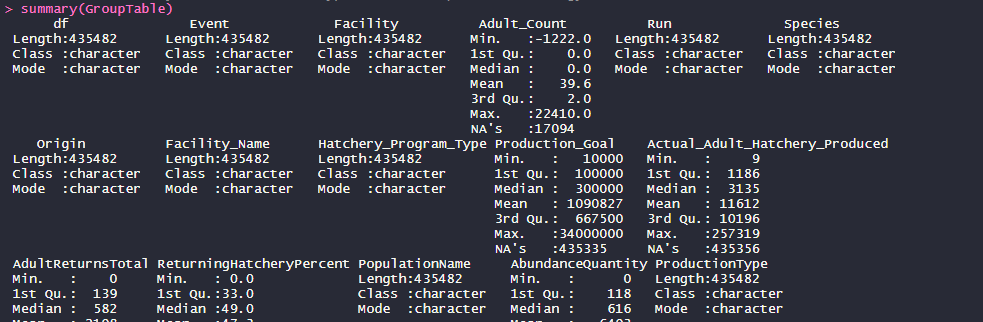 > summary(GroupTable)
df Event Facility Adult_Count Run Species
Length:435482 Length:435482 Length:435482 Min. :-1222.0 Length:435482 Length:435482
Class :character Class :character Class :character 1st Qu.: 0.0 Class :character Class :character
Mode :character Mode :character Mode :character Median : 0.0 Mode :character Mode :character
Mean : 39.6
3rd Qu.: 2.0
Max. :22410.0
NA's :17094
Origin Facility_Name Hatchery_Program_Type Production_Goal Actual_Adult_Hatchery_Produced
Length:435482 Length:435482 Length:435482 Min. : 10000 Min. : 9
Class :character Class :character Class :character 1st Qu.: 100000 1st Qu.: 1186
Mode :character Mode :character Mode :character Median : 300000 Median : 3135
Mean : 1090827 Mean : 11612
3rd Qu.: 667500 3rd Qu.: 10196
Max. :34000000 Max. :257319
NA's :435335 NA's :435356
AdultReturnsTotal ReturningHatcheryPercent PopulationName AbundanceQuantity ProductionType
Min. : 0 Min. : 0.0 Length:435482 Min. : 0 Length:435482
1st Qu.: 139 1st Qu.:33.0 Class :character 1st Qu.: 118 Class :character
Median : 582 Median :49.0 Mode :character Median : 616 Mode :character